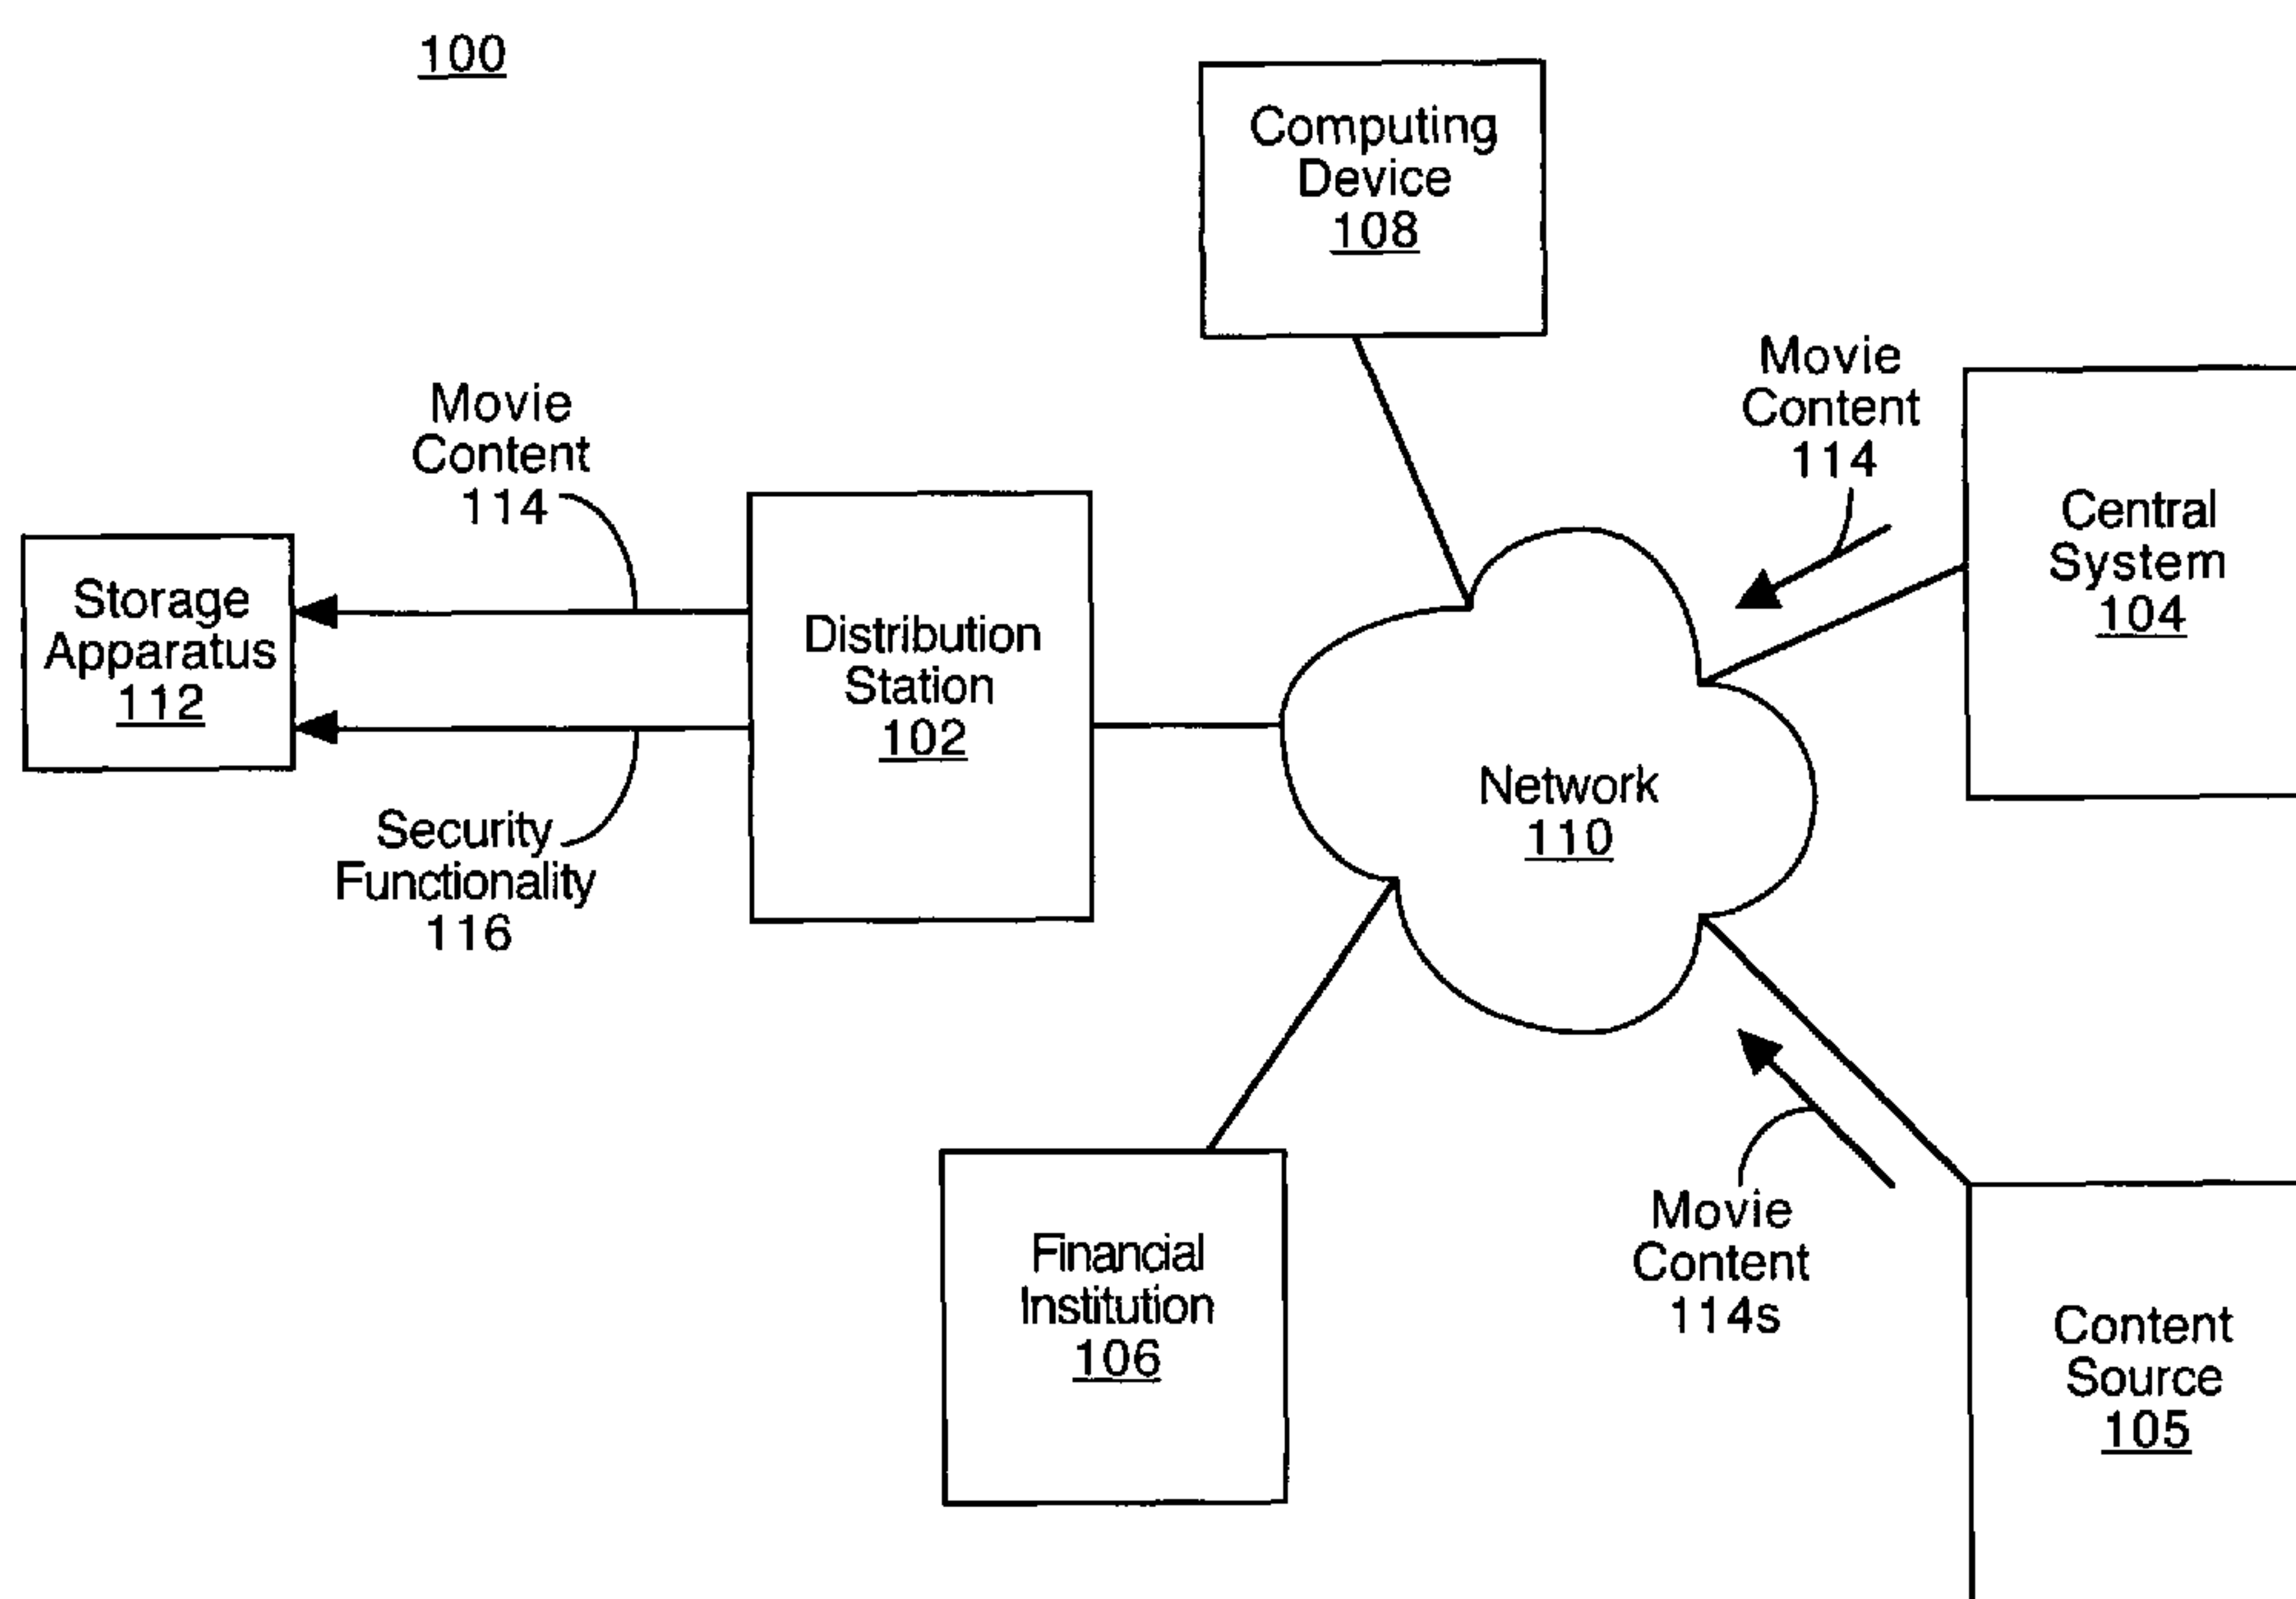 100
Computing
Device
108
Movie
Content
114
Central
System
104
Movie
Content
114
Storage
Apparatus
112
Distribution
Station
102
Security
Functionality
116
Network
110
Financial
Institution
106
Movie
Content
114s
Content
Source
105